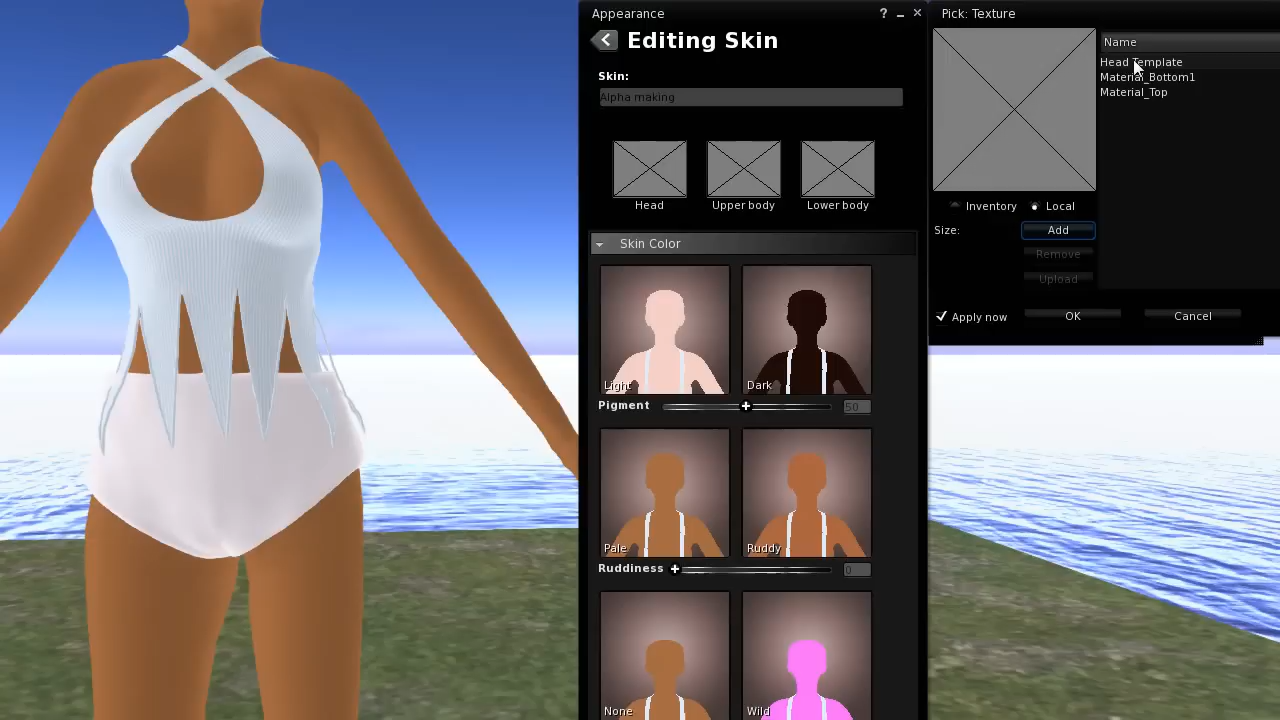 Appearance
?
Editing Skin
Skin:
Alpha making
Head
Upper body
Lower body
Skin Color
Light
Dark
Pigment
50
Pale
Ruddy
Ruddiness
0
None
Wild
Pick: Texture
Name
Head Template
Material_Bottom1
Material_Top
Inventory
Local
Size:
Add
Remove
Upload
Apply now
OK
Cancel